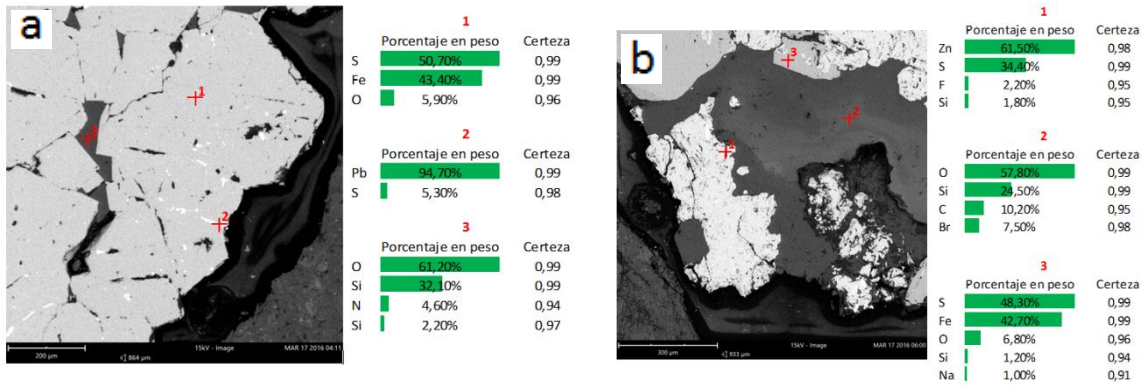 a
1
2
3
200 µm
864 µm
15kV - Image
MAR 17 2016 04:11
1
Porcentaje en peso Certeza
S 50,70% 0,99
Fe 43,40% 0,99
O 5,90% 0,96
2
Porcentaje en peso Certeza
Pb 94,70% 0,99
S 5,30% 0,98
3
Porcentaje en peso Certeza
O 61,20% 0,99
Si 32,10% 0,99
N 4,60% 0,94
Si 2,20% 0,97
b
3
2
1
300 µm
933 µm
15kV - Image
MAR 17 2016 06:00
1
Porcentaje en peso Certeza
Zn 61,50% 0,98
S 34,40% 0,99
F 2,20% 0,95
Si 1,80% 0,95
2
Porcentaje en peso Certeza
O 57,80% 0,99
Si 24,50% 0,99
C 10,20% 0,95
Br 7,50% 0,98
3
Porcentaje en peso Certeza
S 48,30% 0,99
Fe 42,70% 0,99
O 6,80% 0,96
Si 1,20% 0,94
Na 1,00% 0,91